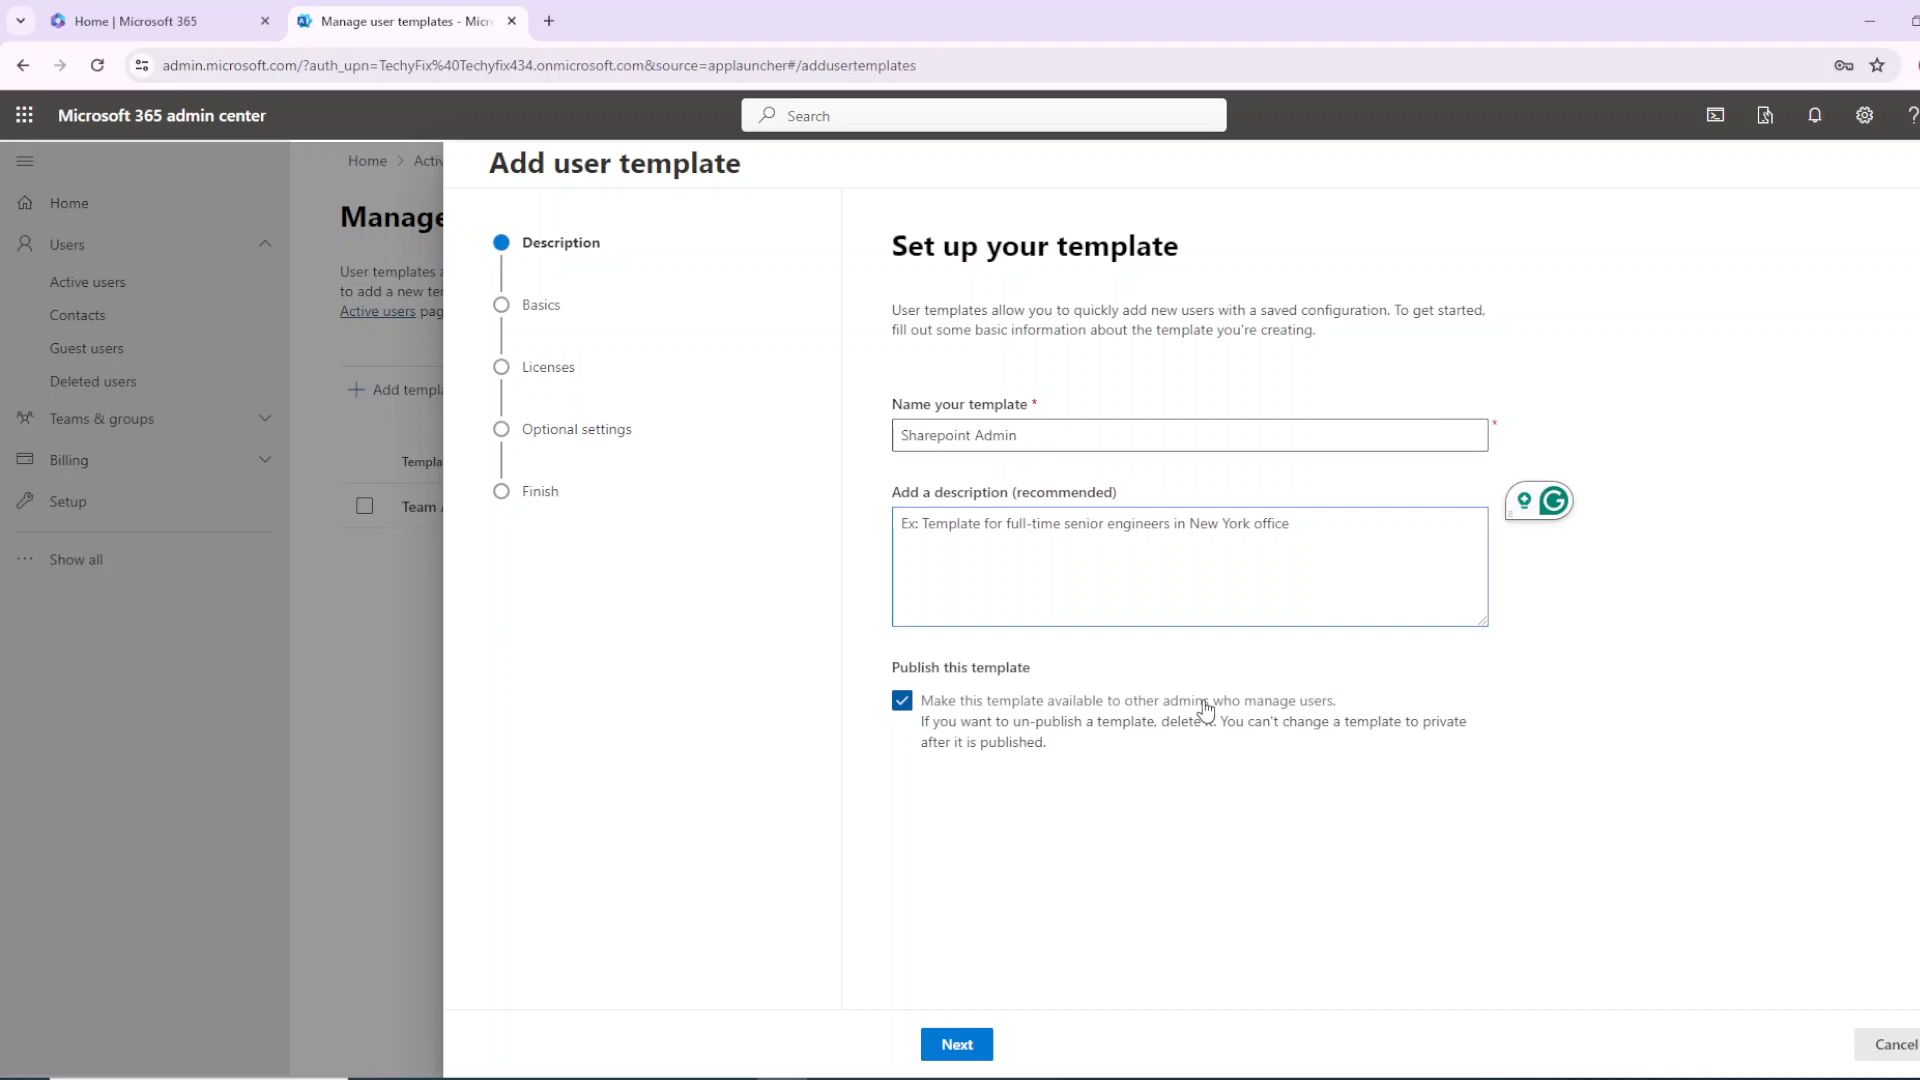 Home | Microsoft 365
Manage user templates - Micr
admin.microsoft.com/?auth_upn=TechyFix%40Techyfix434.onmicrosoft.com&source=applauncher#/addusertemplates
Microsoft 365 admin center
Search
Home
Users
Active users
Contacts
Guest users
Deleted users
Teams & groups
Billing
Setup
Show all
Home > Activ
Manage
User templates a
to add a new ten
Active users pag
Add templa
Templa
Team A
Add user template
Description
Basics
Licenses
Optional settings
Finish
Set up your template
User templates allow you to quickly add new users with a saved configuration. To get started,
fill out some basic information about the template you're creating.
Name your template *
Sharepoint Admin
*
Add a description (recommended)
Ex: Template for full-time senior engineers in New York office
Publish this template
Make this template available to other admins who manage users.
If you want to un-publish a template, delete it. You can't change a template to private
after it is published.
Next
Cancel